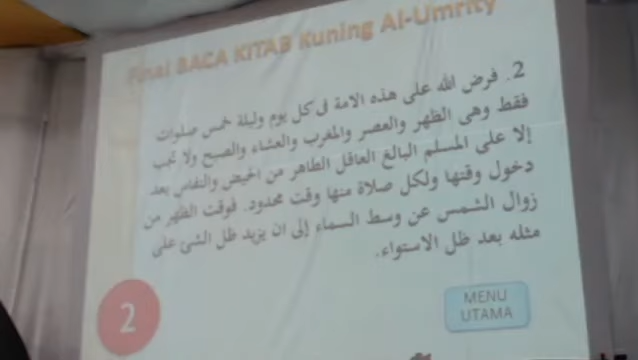 Final BACA KITAB Kuning Al-Umrity
2. فرض الله على هذه الامة فى كل يوم وليلة خمس صلوات
فقط وهى الظهر والعصر والمغرب والعشاء والصبح ولا تجب
إلا على المسلم البالغ العاقل الطاهر من الحيض والنفاس بعد
دخول وقتها ولكل صلاة منها وقت محدود. فوقت الظهر من
زوال الشمس عن وسط السماء إلى ان يزيد ظل الشئ على
مثله بعد ظل الاستواء.
2
MENU
UTAMA